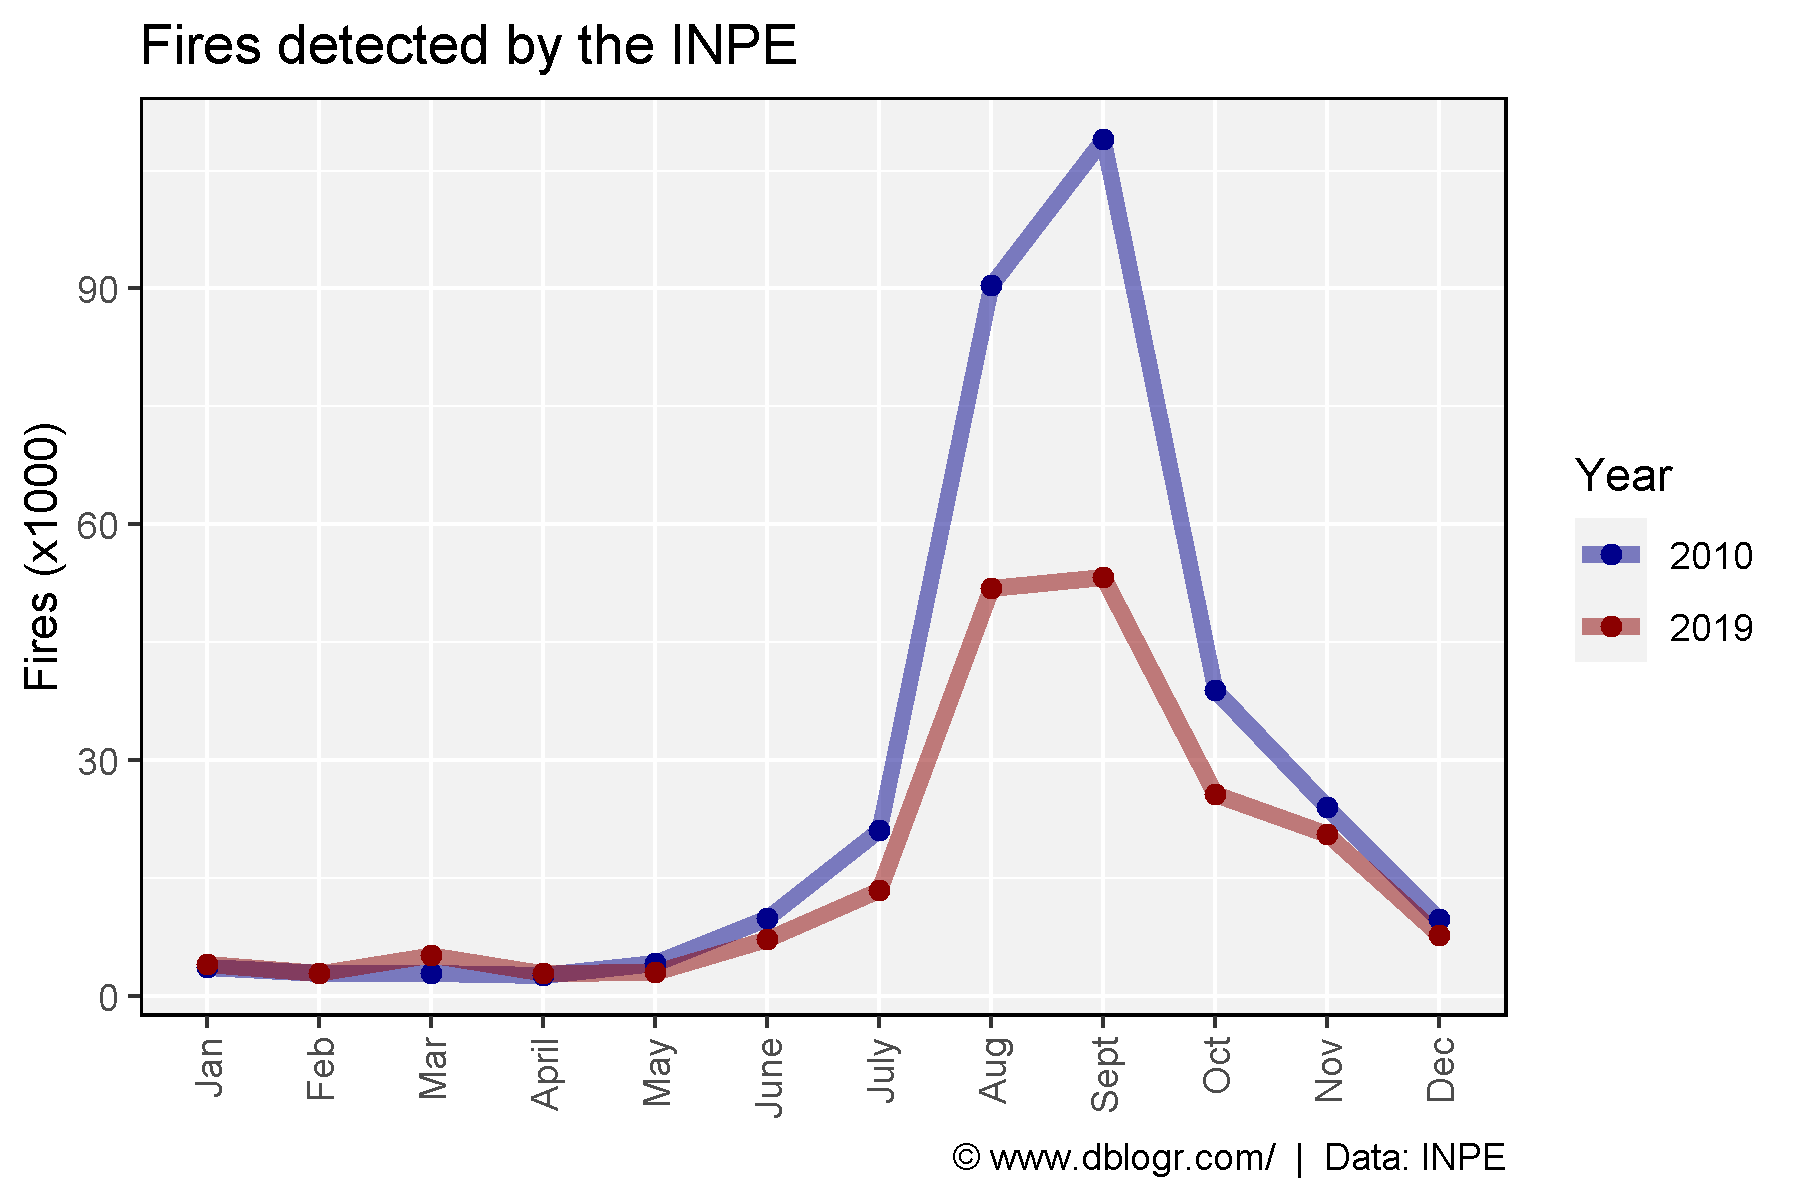 Fires detected by the INPE
Fires (x1000)
90
60
30
0
Jan
Feb
Mar
April
May
June
July
Aug
Sept
Oct
Nov
Dec
Year
2010
2019
© www.dblogr.com/ | Data: INPE